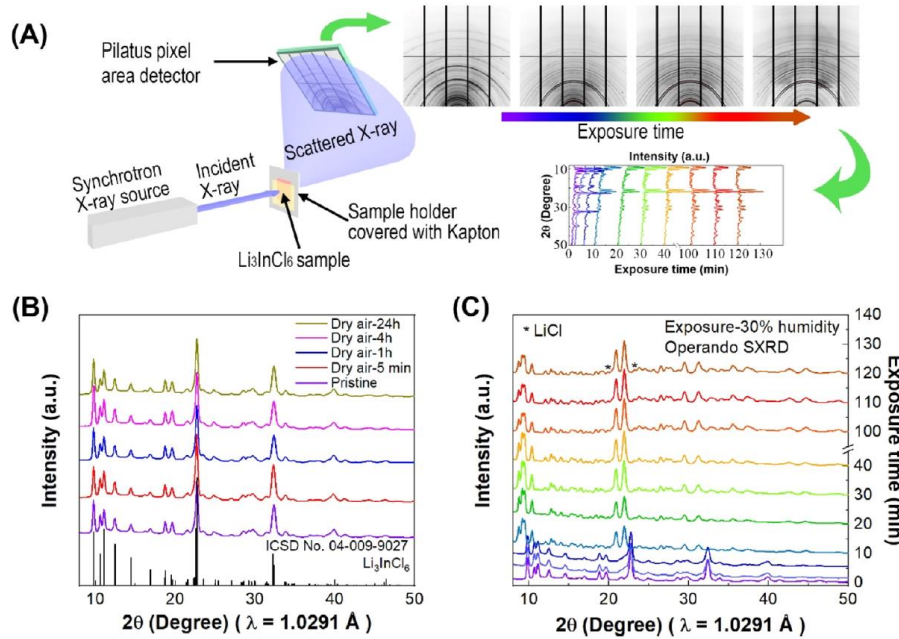 (A)
Pilatus pixel
area detector
Scattered X-ray
Incident
X-ray
Synchrotron
X-ray source
Sample holder
covered with Kapton
Li₃InCl₆ sample
Exposure time
Intensity (a.u.)
2θ (Degree)
10
30
50
0 10 20 30 40 100 110 120 130
Exposure time (min)
(B)
Intensity (a.u.)
Dry air-24h
Dry air-4h
Dry air-1h
Dry air-5 min
Pristine
ICSD No. 04-009-9027
Li₃InCl₆
10 20 30 40 50
2θ (Degree) ( λ = 1.0291 Å )
(C)
Intensity (a.u.)
* LiCl
Exposure-30% humidity
Operando SXRD
* *
140
130
120
110
100
40
30
20
10
0
Exposure time (min)
10 20 30 40 50
2θ (Degree) ( λ = 1.0291 Å )